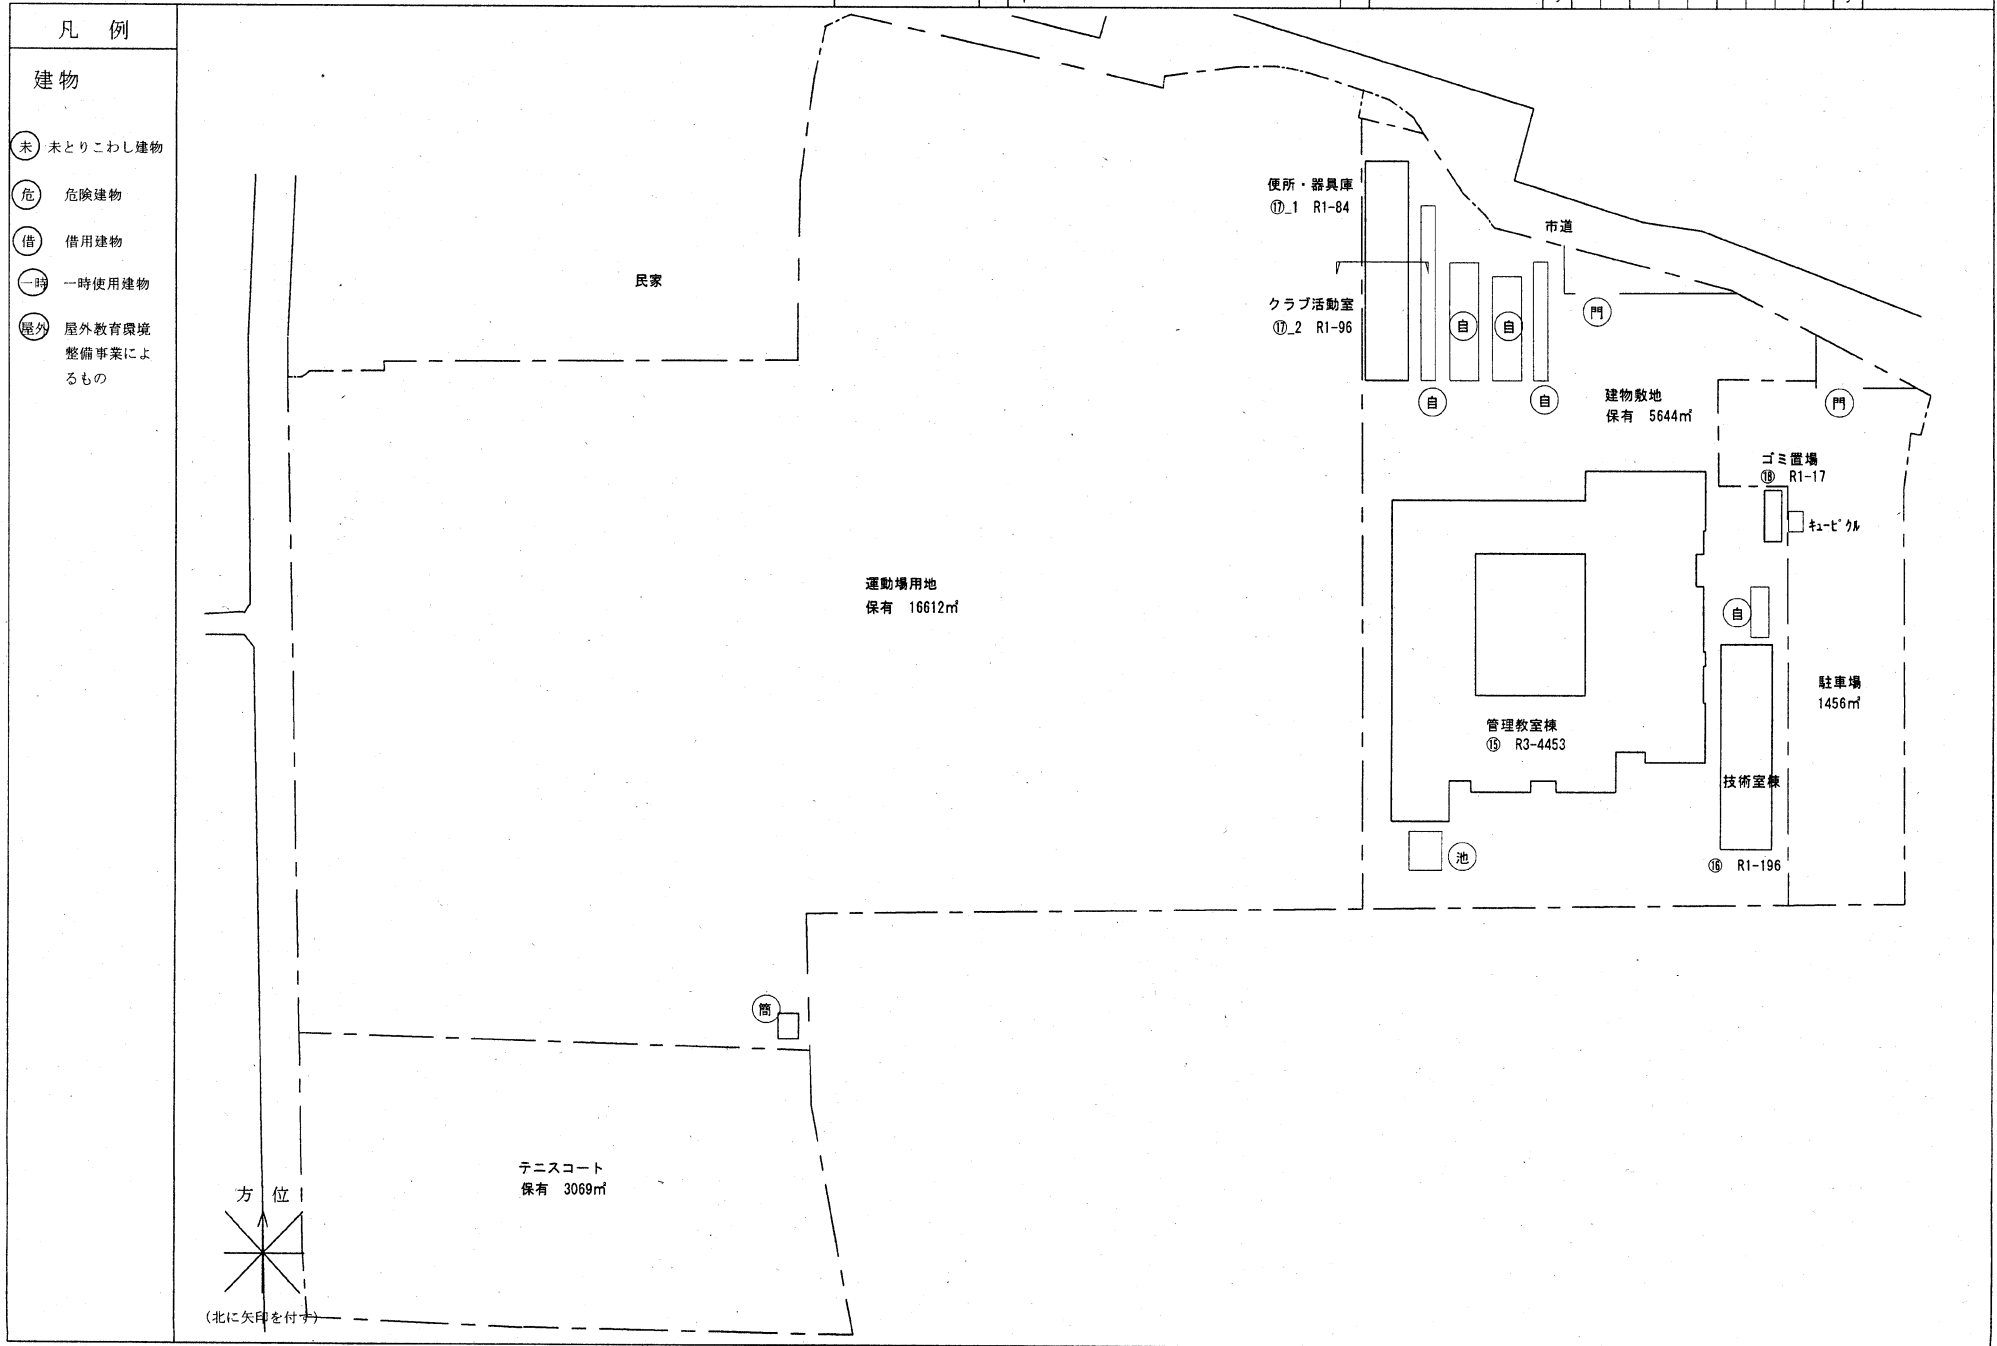 凡 例
建物
未 未とりこわし建物
危 危険建物
借 借用建物
一時 一時使用建物
屋外 屋外教育環境
整備事業によ
るもの
民家
便所・器具庫
⑰_1 R1-84
クラブ活動室
⑰_2 R1-96
市道
自 自
門
自
自
建物敷地
保有 5644㎡
門
ゴミ置場
⑱ R1-17
キュービクル
運動場用地
保有 16612㎡
自
駐車場
1456㎡
管理教室棟
⑮ R3-4453
技術室棟
池
⑯ R1-196
簡
テニスコート
保有 3069㎡
方 位
(北に矢印を付す)